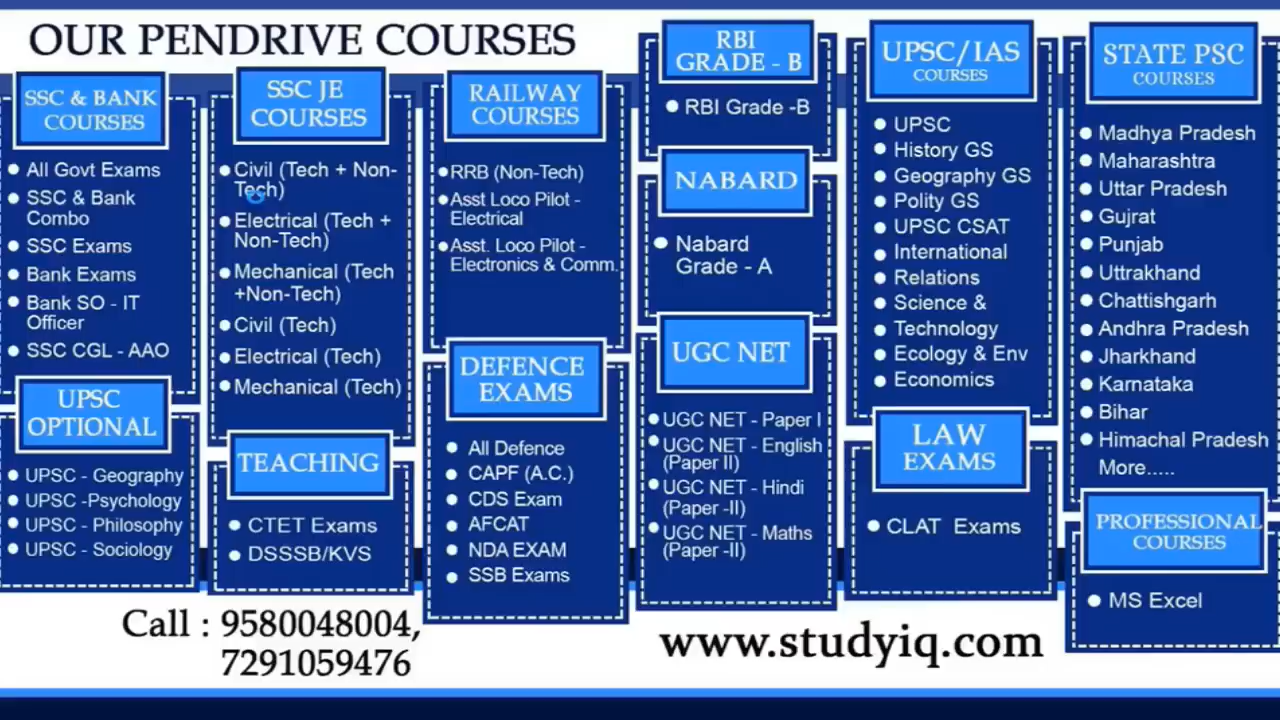 OUR PENDRIVE COURSES
SSC & BANK
COURSES
All Govt Exams
SSC & Bank
Combo
SSC Exams
Bank Exams
Bank SO - IT
Officer
SSC CGL - AAO
UPSC
OPTIONAL
UPSC - Geography
UPSC -Psychology
UPSC - Philosophy
UPSC - Sociology
SSC JE
COURSES
Civil (Tech + Non-
Tech)
Electrical (Tech +
Non-Tech)
Mechanical (Tech
+Non-Tech)
Civil (Tech)
Electrical (Tech)
Mechanical (Tech)
TEACHING
CTET Exams
DSSSB/KVS
RAILWAY
COURSES
RRB (Non-Tech)
Asst Loco Pilot -
Electrical
Asst. Loco Pilot -
Electronics & Comm.
DEFENCE
EXAMS
All Defence
CAPF (A.C.)
CDS Exam
AFCAT
NDA EXAM
SSB Exams
RBI
GRADE - B
RBI Grade -B
NABARD
Nabard
Grade - A
UGC NET
UGC NET - Paper I
UGC NET - English
(Paper II)
UGC NET - Hindi
(Paper -II)
UGC NET - Maths
(Paper -II)
UPSC/IAS
COURSES
UPSC
History GS
Geography GS
Polity GS
UPSC CSAT
International
Relations
Science &
Technology
Ecology & Env
Economics
LAW
EXAMS
CLAT Exams
STATE PSC
COURSES
Madhya Pradesh
Maharashtra
Uttar Pradesh
Gujrat
Punjab
Uttrakhand
Chattishgarh
Andhra Pradesh
Jharkhand
Karnataka
Bihar
Himachal Pradesh
More.....
PROFESSIONAL
COURSES
MS Excel
Call : 9580048004,
7291059476
www.studyiq.com